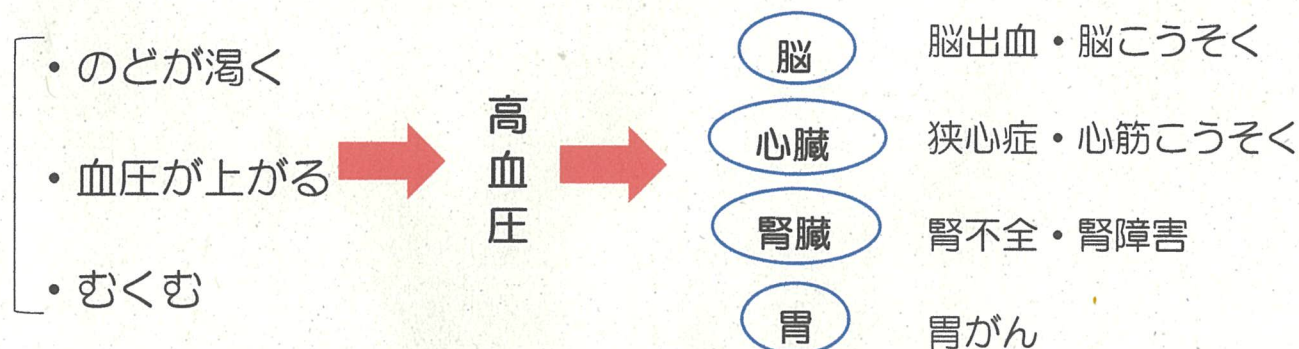 ・のどが渇く
・血圧が上がる
・むくむ
高血圧
脳 脳出血・脳こうそく
心臓 狭心症・心筋こうそく
腎臓 腎不全・腎障害
胃 胃がん